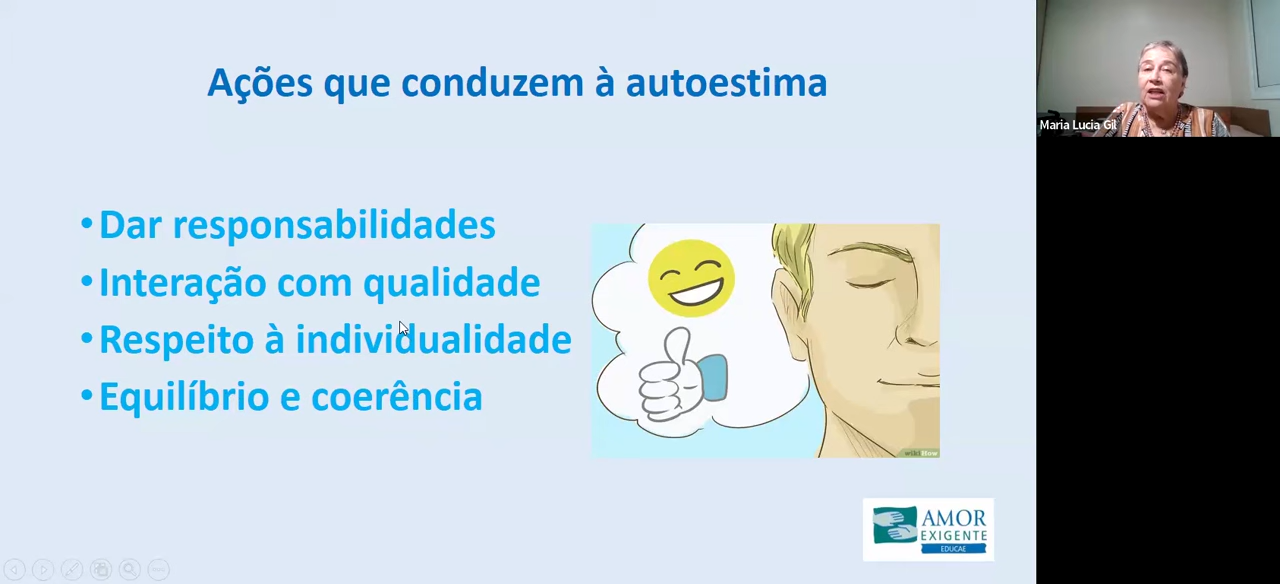 Ações que conduzem à autoestima
Maria Lucia Gil
•Dar responsabilidades
•Interação com qualidade
•Respeito à individualidade
•Equilíbrio e coerência
wikiHow
AMOR
EXIGENTE
EDUCAE